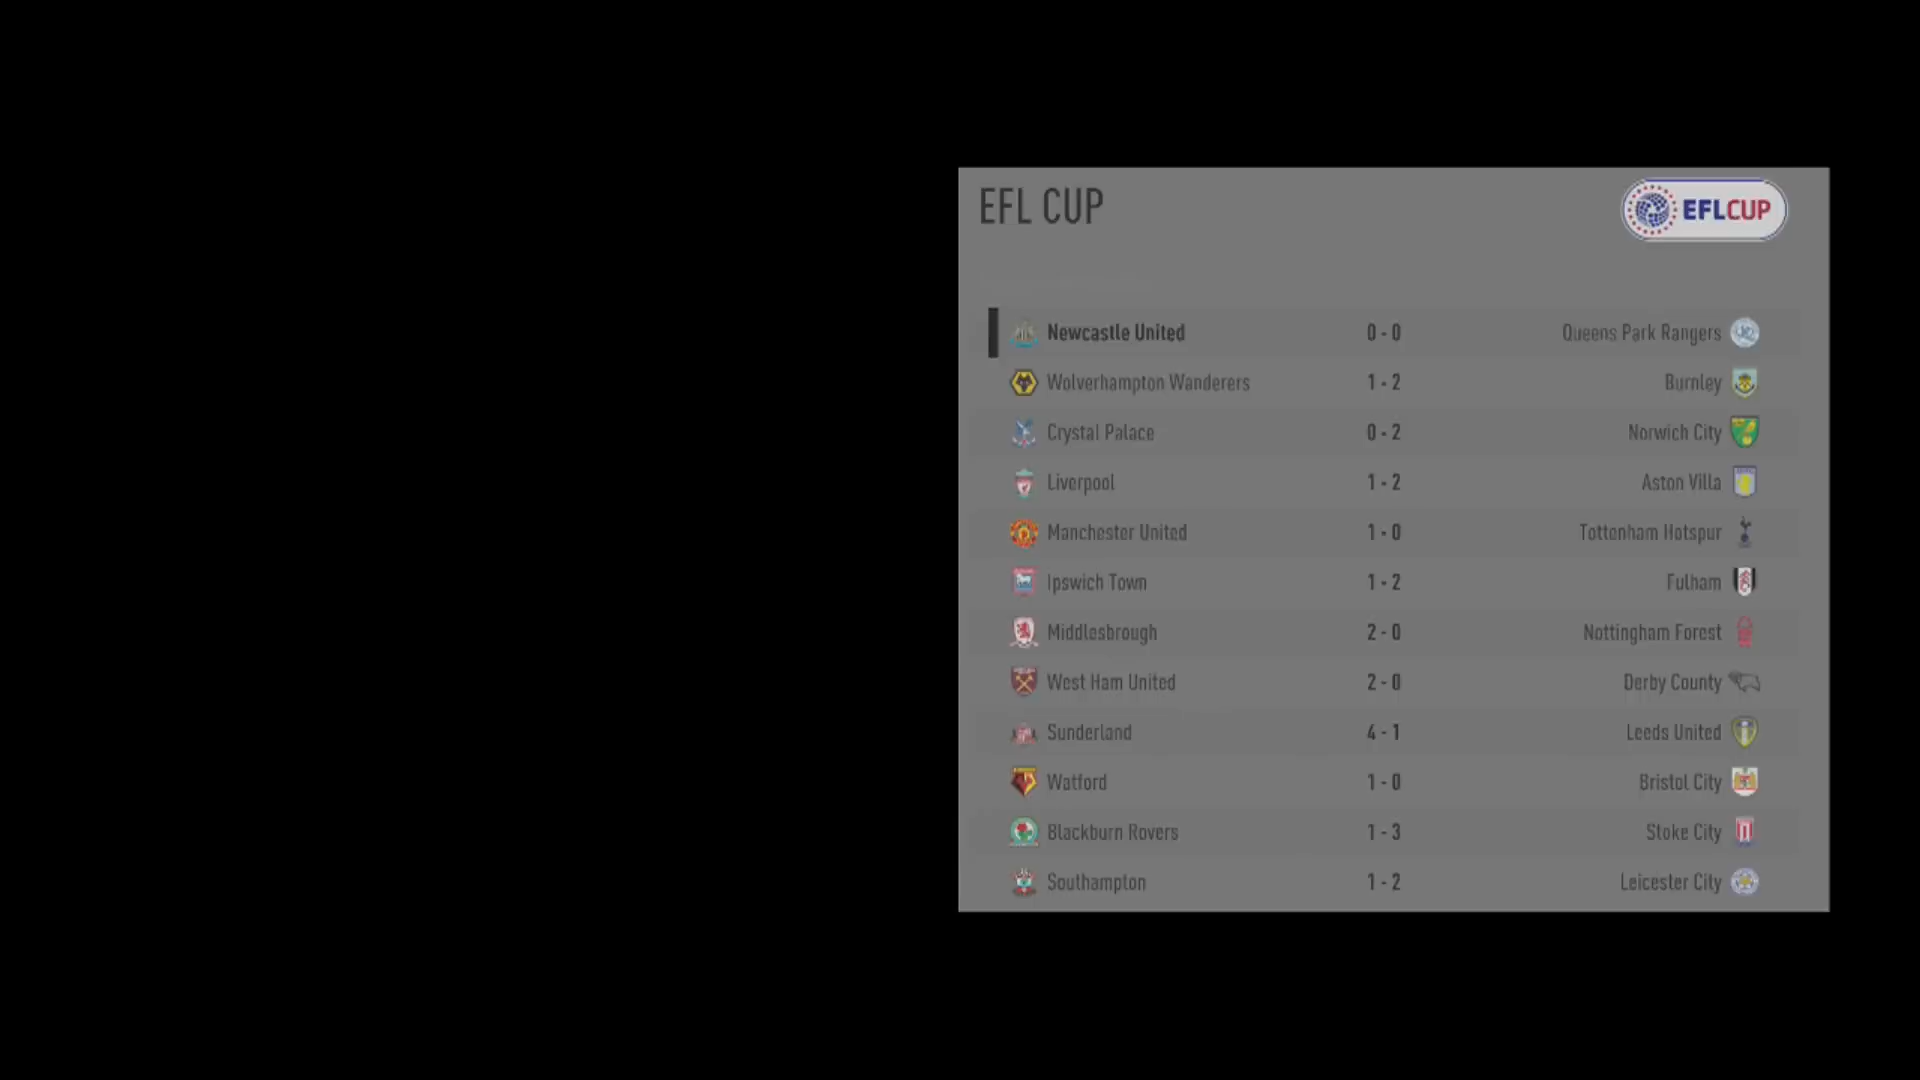 EFL CUP
EFLCUP
Newcastle United 0 - 0 Queens Park Rangers
Wolverhampton Wanderers 1 - 2 Burnley
Crystal Palace 0 - 2 Norwich City
Liverpool 1 - 2 Aston Villa
Manchester United 1 - 0 Tottenham Hotspur
Ipswich Town 1 - 2 Fulham
Middlesbrough 2 - 0 Nottingham Forest
West Ham United 2 - 0 Derby County
Sunderland 4 - 1 Leeds United
Watford 1 - 0 Bristol City
Blackburn Rovers 1 - 3 Stoke City
Southampton 1 - 2 Leicester City